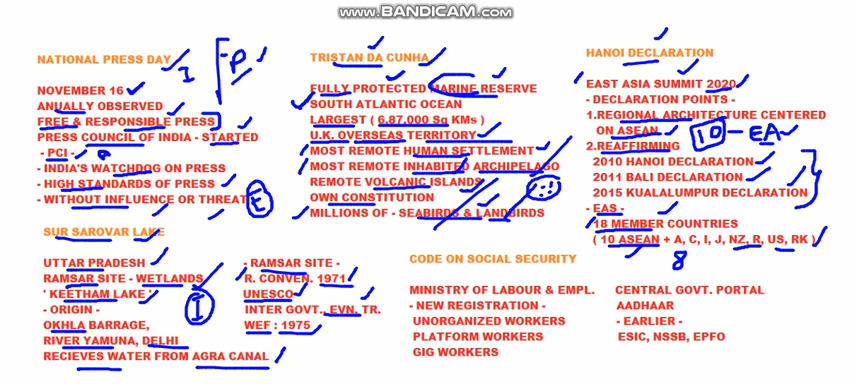 www.BANDICAM.com
NATIONAL PRESS DAY
I
P
NOVEMBER 16
ANUALLY OBSERVED
FREE & RESPONSIBLE PRESS
PRESS COUNCIL OF INDIA - STARTED
- PCI -
- INDIA'S WATCHDOG ON PRESS
- HIGH STANDARDS OF PRESS
- WITHOUT INFLUENCE OR THREAT
E
TRISTAN DA CUNHA
FULLY PROTECTED MARINE RESERVE
SOUTH ATLANTIC OCEAN
LARGEST ( 6,87,000 Sq KMs )
U.K. OVERSEAS TERRITORY
MOST REMOTE HUMAN SETTLEMENT
MOST REMOTE INHABITED ARCHIPELAGO
REMOTE VOLCANIC ISLANDS
OWN CONSTITUTION
MILLIONS OF - SEABIRDS & LANDBIRDS
HANOI DECLARATION
EAST ASIA SUMMIT 2020
- DECLARATION POINTS -
1.REGIONAL ARCHITECTURE CENTERED
ON ASEAN
10 - EA
2.REAFFIRMING
2010 HANOI DECLARATION
2011 BALI DECLARATION
2015 KUALALUMPUR DECLARATION
- EAS -
18 MEMBER COUNTRIES
( 10 ASEAN + A, C, I, J, NZ, R, US, RK )
8
SUR SAROVAR LAKE
UTTAR PRADESH
RAMSAR SITE - WETLANDS
' KEETHAM LAKE '
- ORIGIN -
OKHLA BARRAGE,
RIVER YAMUNA, DELHI
RECIEVES WATER FROM AGRA CANAL
I
- RAMSAR SITE -
R. CONVEN. 1971
UNESCO
INTER GOVT.. EVN. TR.
WEF : 1975
CODE ON SOCIAL SECURITY
MINISTRY OF LABOUR & EMPL.
- NEW REGISTRATION -
UNORGANIZED WORKERS
PLATFORM WORKERS
GIG WORKERS
CENTRAL GOVT. PORTAL
AADHAAR
- EARLIER -
ESIC, NSSB, EPFO